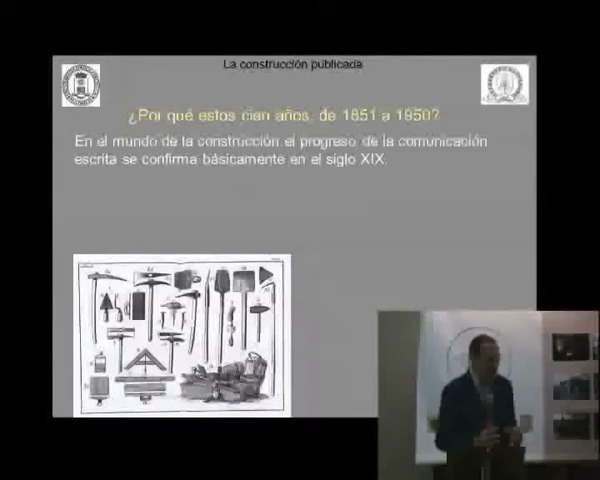 La construcción publicada
¿Por qué estos cien años, de 1851 a 1950?
En el mundo de la construcción el progreso de la comunicación
escrita se confirma básicamente en el siglo XIX.